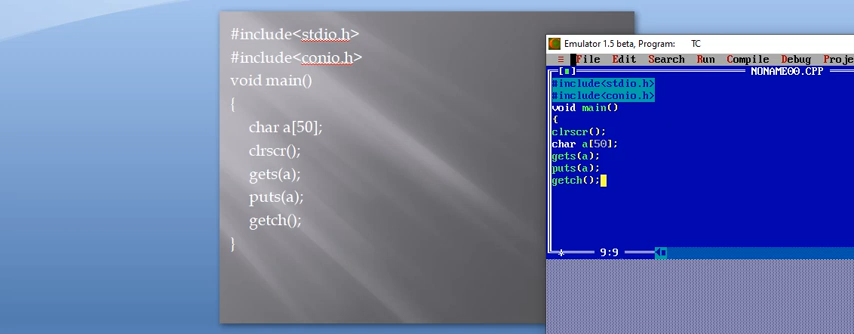 #include<stdio.h>
#include<conio.h>
void main()
{
char a[50];
clrscr();
gets(a);
puts(a);
getch();
}
Emulator 1.5 beta, Program: TC
≡ File Edit Search Run Compile Debug Proje
[■] NONAME00.CPP
#include<stdio.h>
#include<conio.h>
void main()
{
clrscr();
char a[50];
gets(a);
puts(a);
getch();
9:9